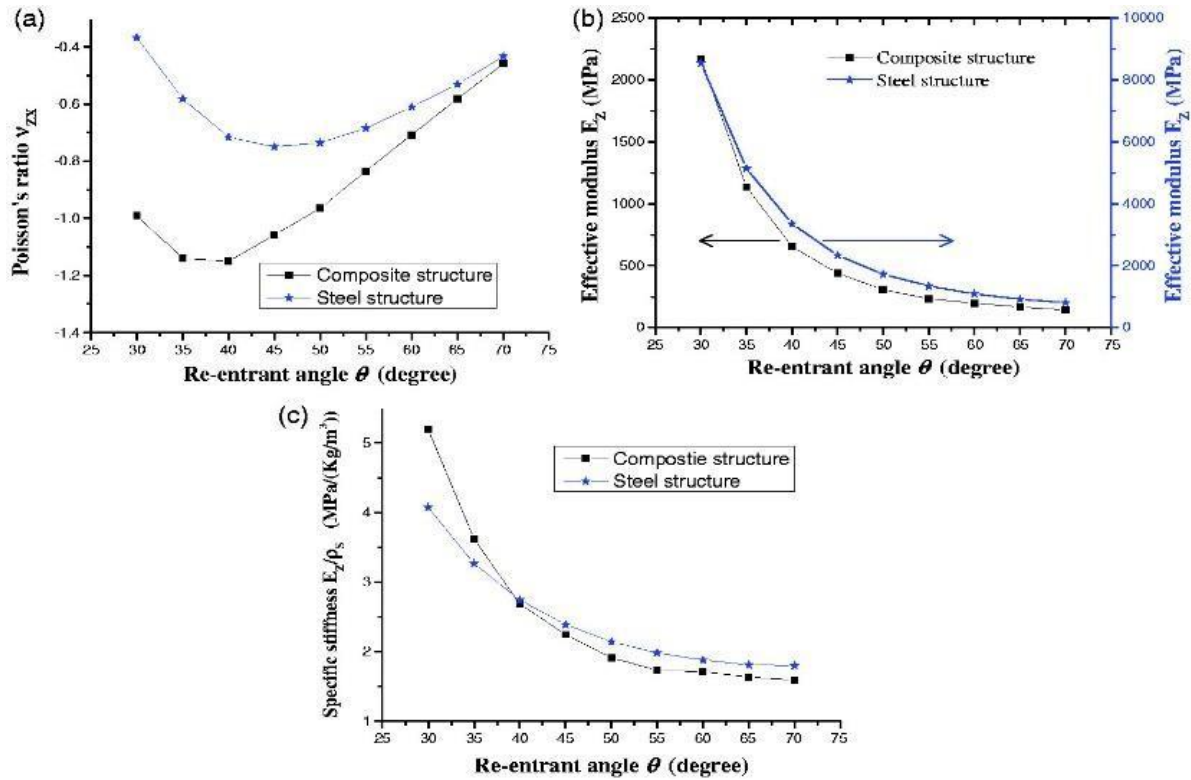 (a)
-0.4
-0.6
-0.8
-1.0
-1.2
-1.4
Poisson's ratio νZX
Composite structure
Steel structure
25 30 35 40 45 50 55 60 65 70 75
Re-entrant angle θ (degree)
(b)
2500
2000
1500
1000
500
0
Effective modulus EZ (MPa)
Composite structure
Steel structure
10000
8000
6000
4000
2000
0
Effective modulus EZ (MPa)
25 30 35 40 45 50 55 60 65 70 75
Re-entrant angle θ (degree)
(c)
5
4
3
2
1
Specific stiffness EZ/ρS (MPa/(Kg/m³))
Compostie structure
Steel structure
25 30 35 40 45 50 55 60 65 70 75
Re-entrant angle θ (degree)